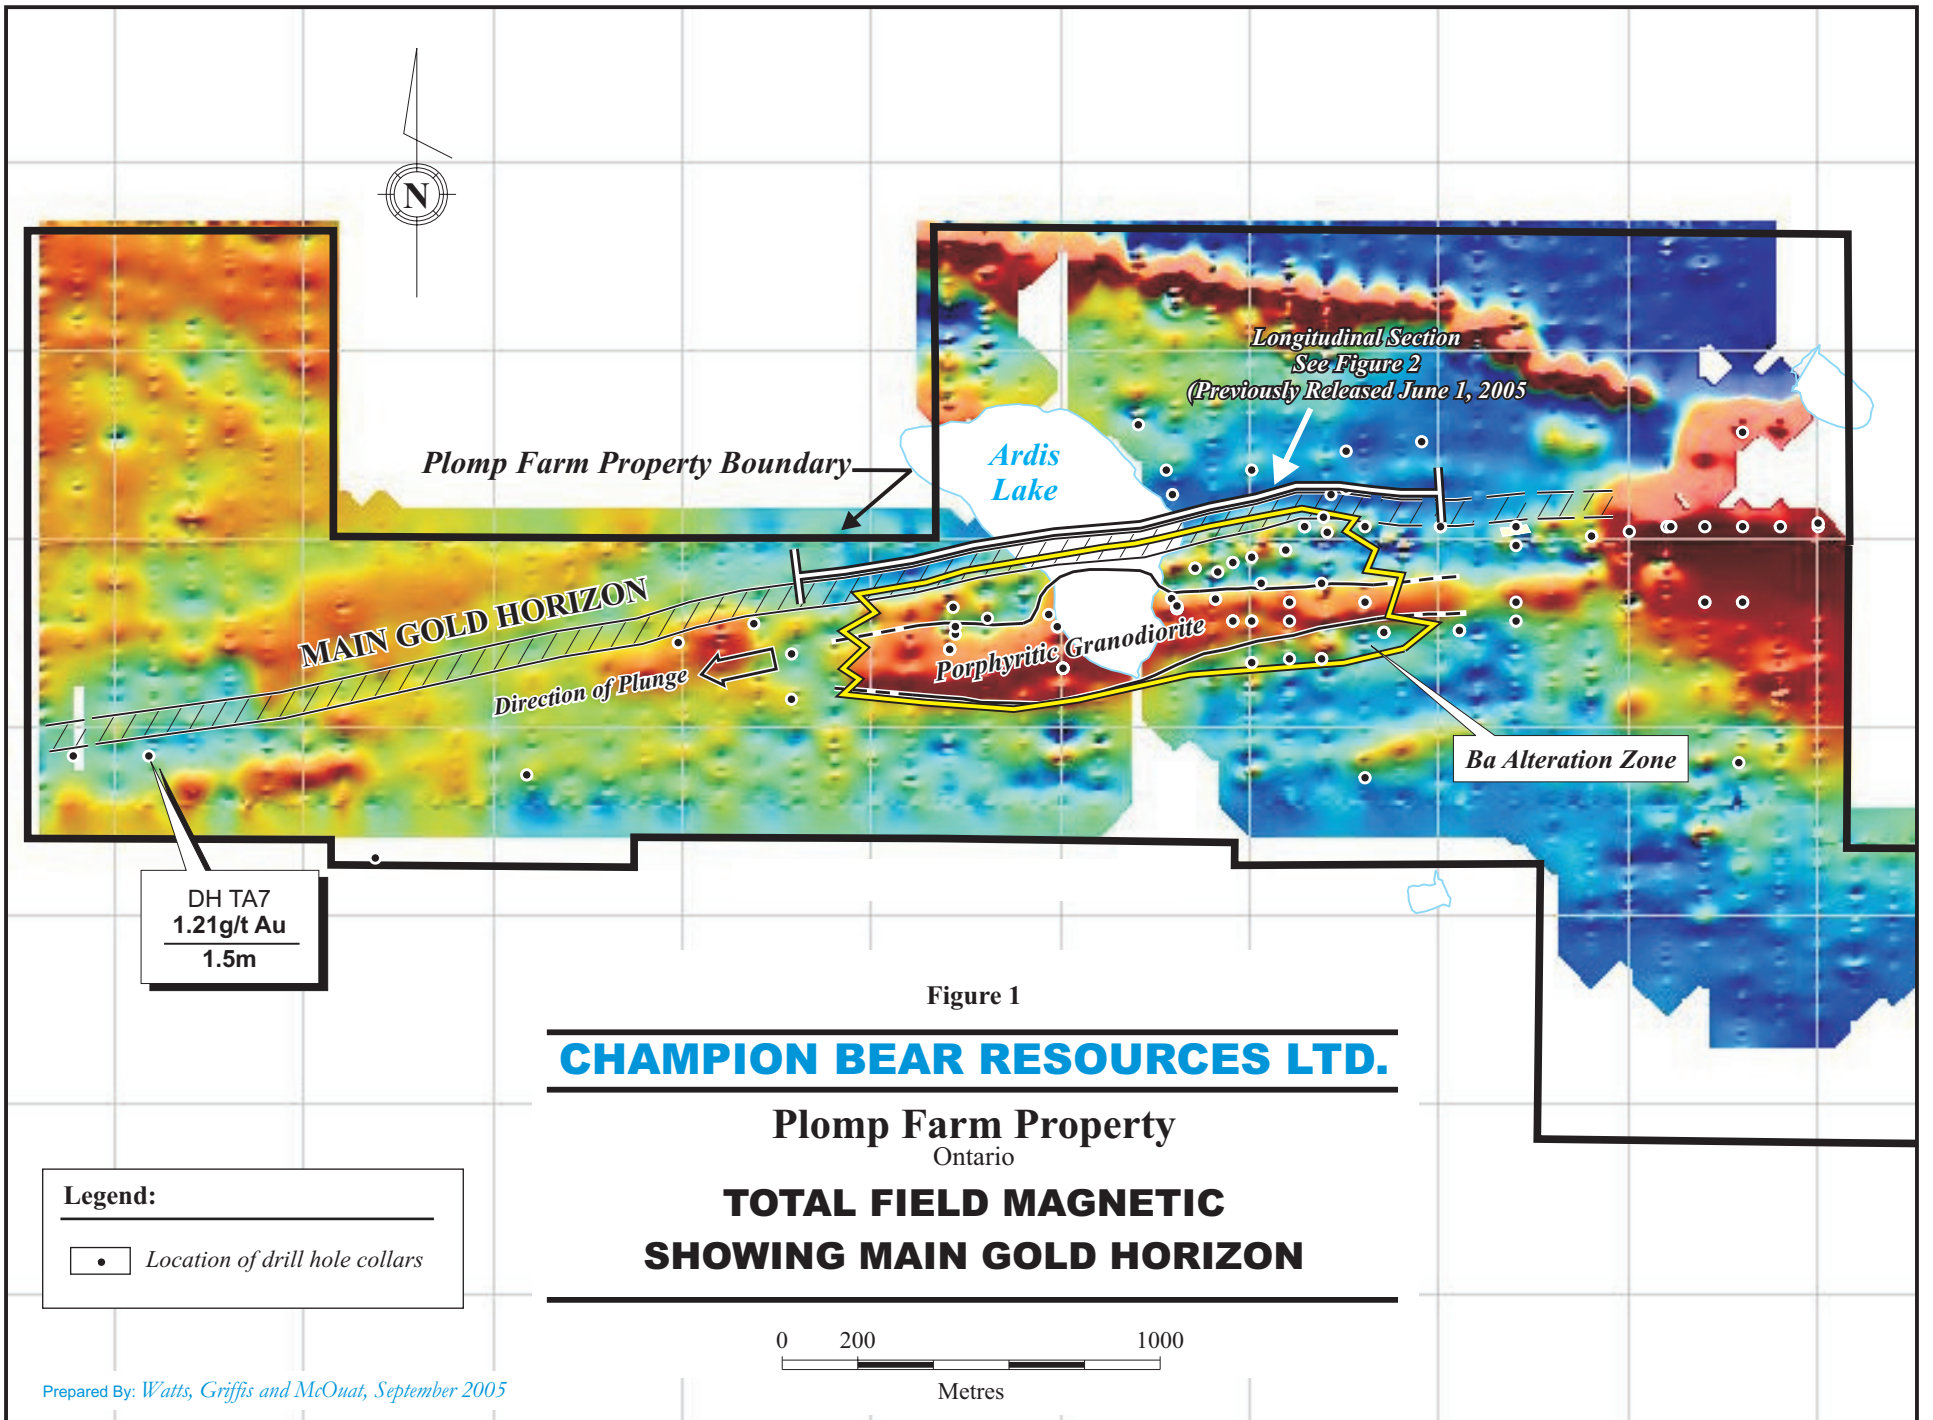 N
Longitudinal Section
See Figure 2
(Previously Released June 1, 2005
Plomp Farm Property Boundary
Ardis
Lake
MAIN GOLD HORIZON
Direction of Plunge
Porphyritic Granodiorite
Ba Alteration Zone
DH TA7
1.21g/t Au
1.5m
Figure 1
CHAMPION BEAR RESOURCES LTD.
Plomp Farm Property
Ontario
TOTAL FIELD MAGNETIC
SHOWING MAIN GOLD HORIZON
Legend:
Location of drill hole collars
0 200 1000
Metres
Prepared By: Watts, Griffis and McOuat, September 2005